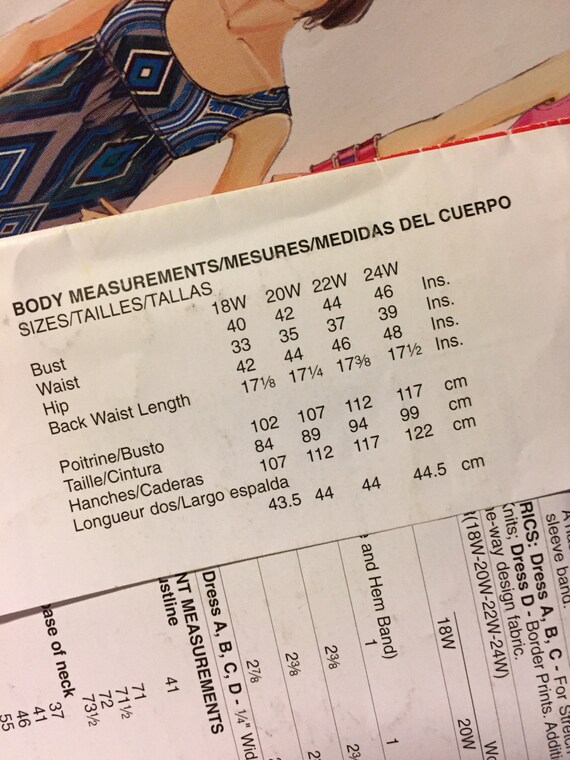 BODY MEASUREMENTS/MESURES/MEDIDAS DEL CUERPO
SIZES/TAILLES/TALLAS 18W 20W 22W 24W
Bust 40 42 44 46 Ins.
Waist 33 35 37 39 Ins.
Hip 42 44 46 48 Ins.
Back Waist Length 17⅛ 17¼ 17⅜ 17½ Ins.
Poitrine/Busto 102 107 112 117 cm
Taille/Cintura 84 89 94 99 cm
Hanches/Caderas 107 112 117 122 cm
Longueur dos/Largo espalda 43.5 44 44 44.5 cm
RICS: Dress A, B, C - For Stretch
Knits; Dress D - Border Prints. Additi
e-way design fabric.
(18W-20W-22W-24W)
sleeve band.
18W
20W
and Hem Band)
1
1
2⅜
2⅜
2⅞
Dress A, B, C, D - ¼" Wid
NT MEASUREMENTS
ustline
41
71
71½
72
73½
ase of neck
37
41
46
55